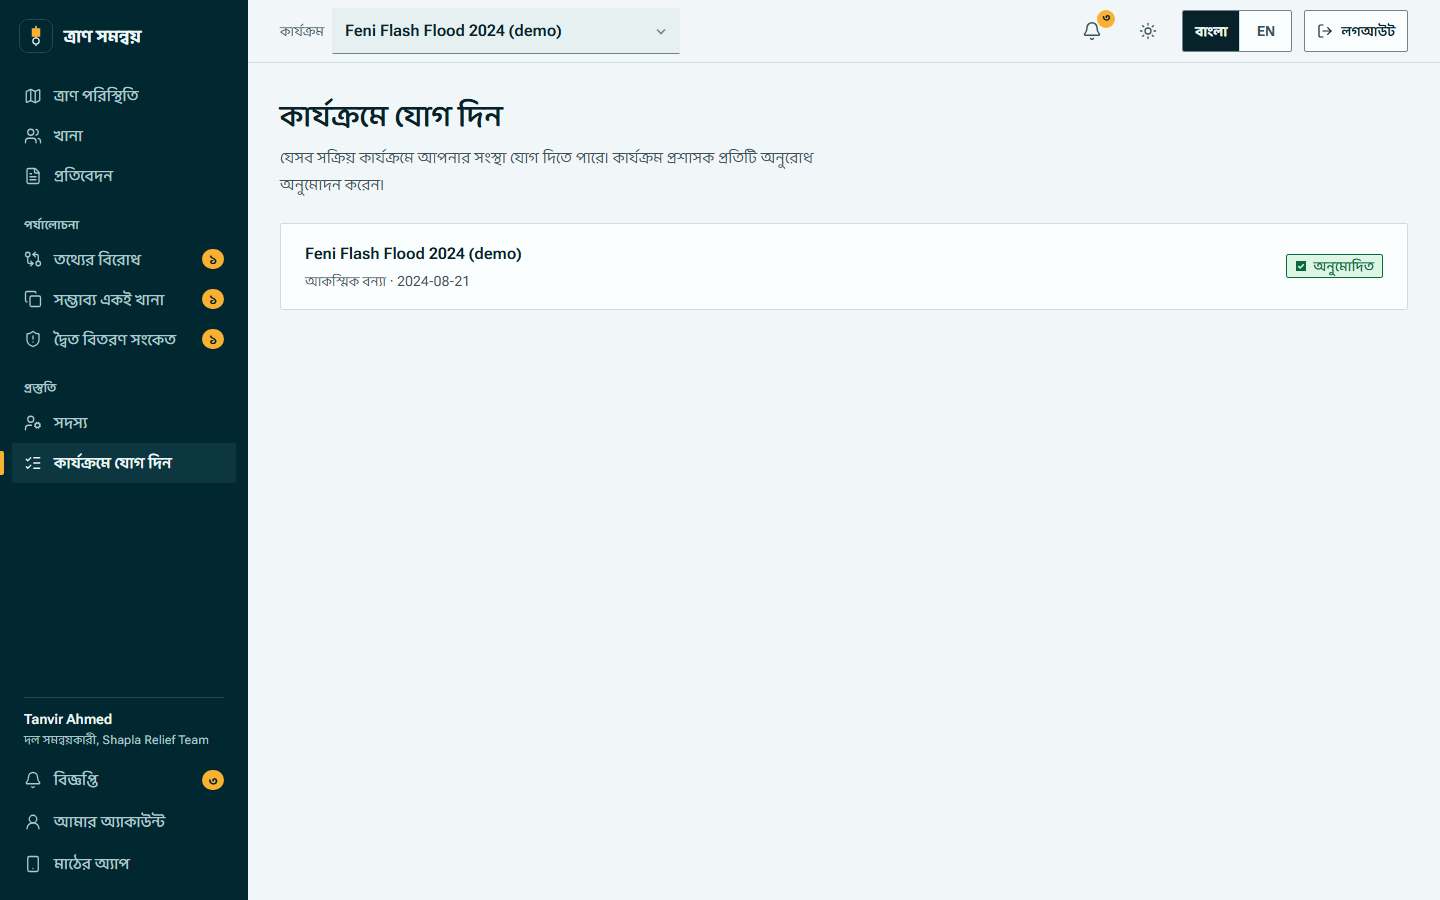 ত্রাণ সমন্বয়
ত্রাণ পরিস্থিতি
খানা
প্রতিবেদন
পর্যালোচনা
তথ্যের বিরোধ ১
সম্ভাব্য একই খানা ১
দ্বৈত বিতরণ সংকেত ১
প্রস্তুতি
সদস্য
কার্যক্রমে যোগ দিন
Tanvir Ahmed
দল সমন্বয়কারী, Shapla Relief Team
বিজ্ঞপ্তি ৩
আমার অ্যাকাউন্ট
মাঠের অ্যাপ
কার্যক্রম Feni Flash Flood 2024 (demo) ৩ বাংলা EN লগআউট
কার্যক্রমে যোগ দিন
যেসব সক্রিয় কার্যক্রমে আপনার সংস্থা যোগ দিতে পারে। কার্যক্রম প্রশাসক প্রতিটি অনুরোধ
অনুমোদন করেন।
Feni Flash Flood 2024 (demo)
আকস্মিক বন্যা · 2024-08-21
অনুমোদিত